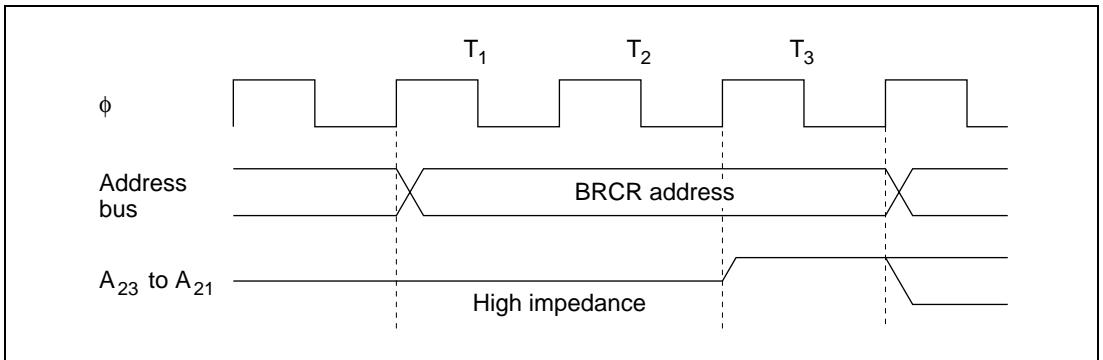 T1 T2 T3
φ
Address
bus
BRCR address
A23 to A21
High impedance